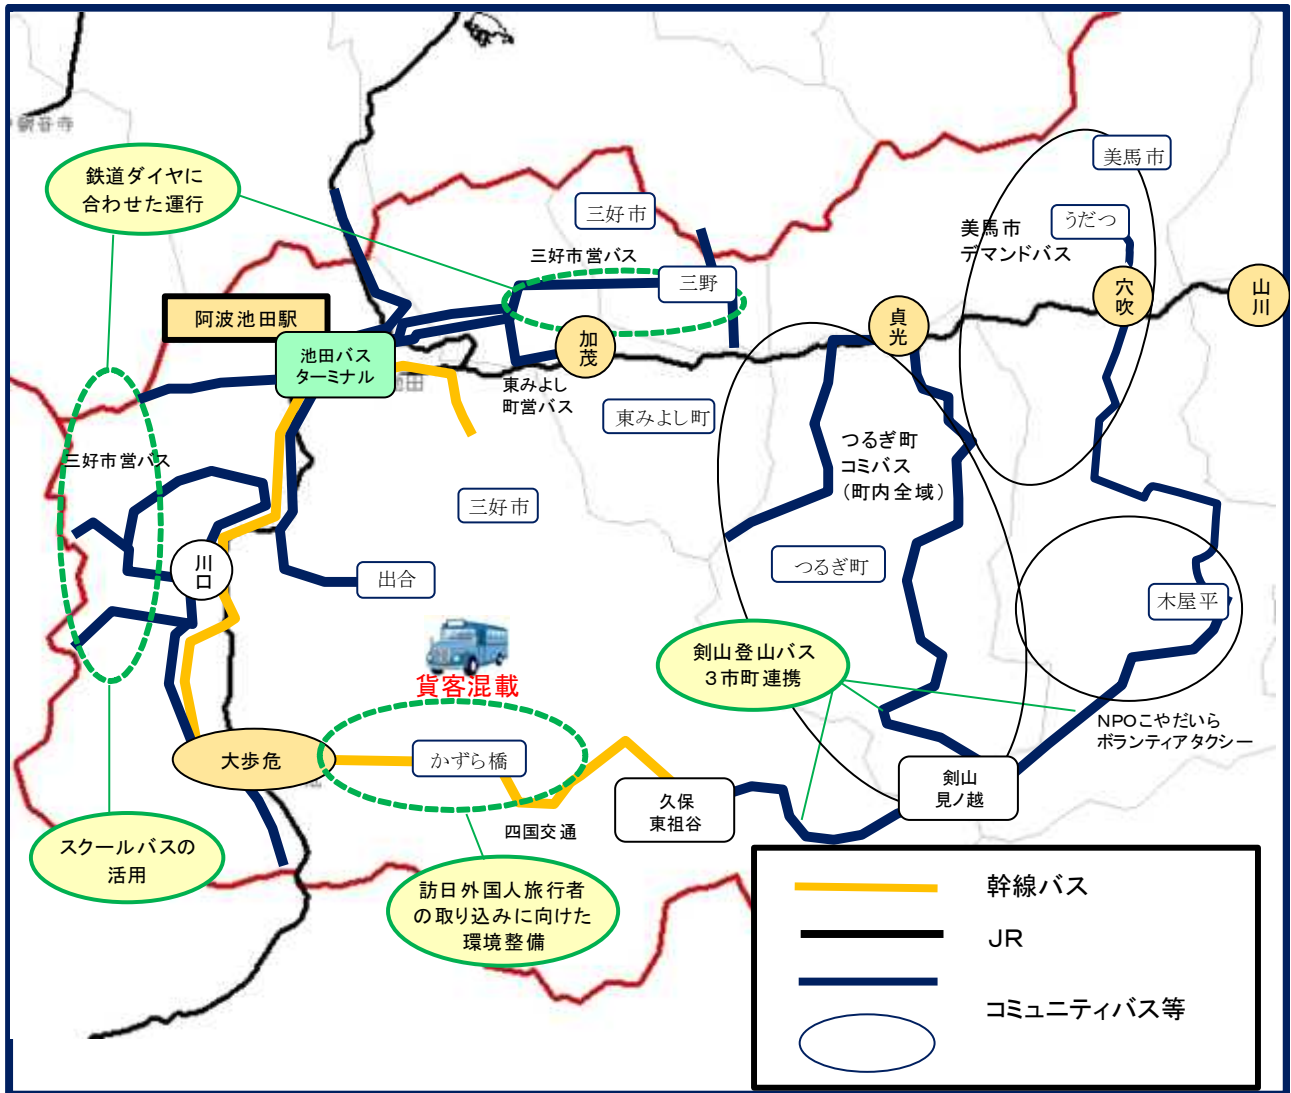 観音寺
鉄道ダイヤに
合わせた運行
美馬市
三好市
うだつ
美馬市
デマンドバス
三好市営バス
三野
穴吹
山川
阿波池田駅
貞光
加茂
池田バス
ターミナル
池田
東みよし
町営バス
東みよし町
つるぎ町
コミバス
(町内全域)
三好市営バス
三好市
川口
出合
つるぎ町
木屋平
剣山登山バス
3市町連携
貨客混載
NPOこやだいら
ボランティアタクシー
大歩危
かずら橋
剣山
見ノ越
久保
東祖谷
四国交通
スクールバスの
活用
訪日外国人旅行者
の取り込みに向けた
環境整備
幹線バス
JR
コミュニティバス等